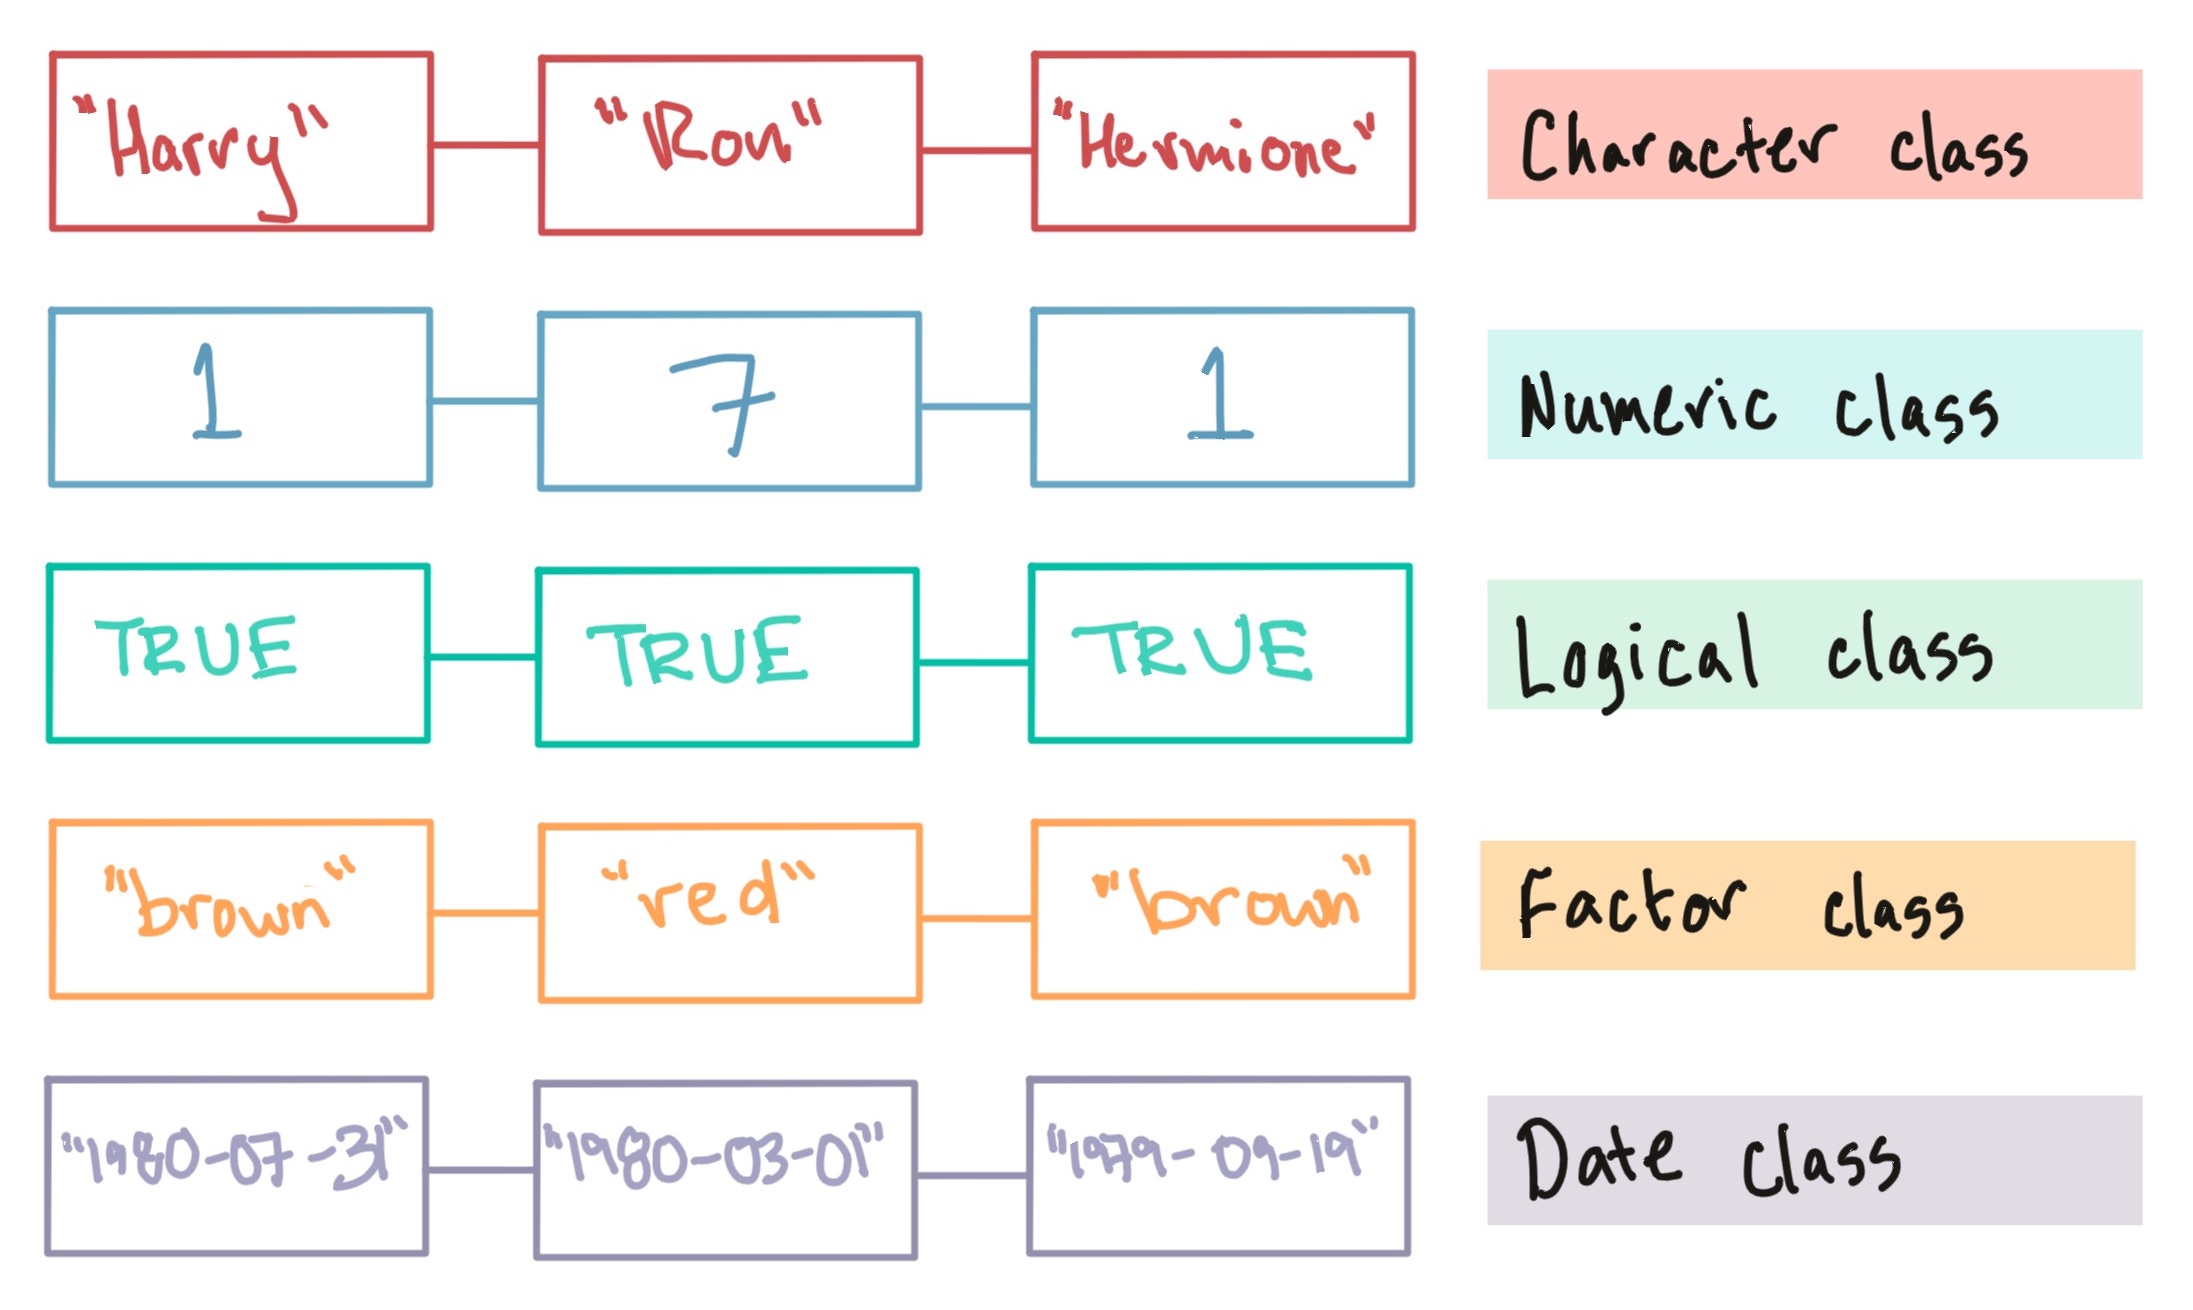 "Harry" "Ron" "Hermione" Character class
1 7 1 Numeric class
TRUE TRUE TRUE Logical class
"brown" "red" "brown" Factor class
"1980-07-31" "1980-03-01" "1979-09-19" Date class